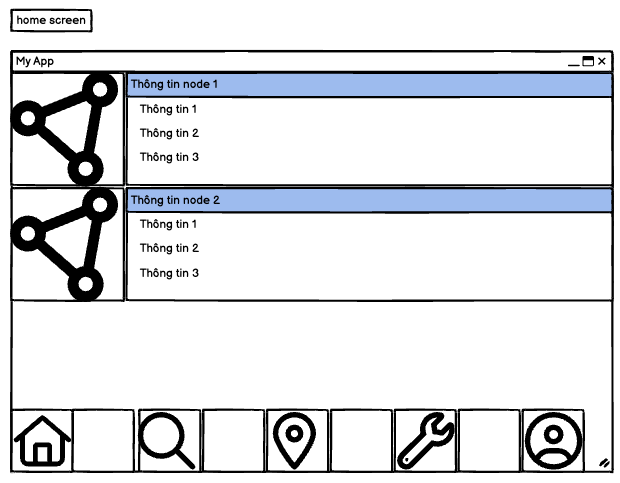 home screen
My App
Thông tin node 1
Thông tin 1
Thông tin 2
Thông tin 3
Thông tin node 2
Thông tin 1
Thông tin 2
Thông tin 3